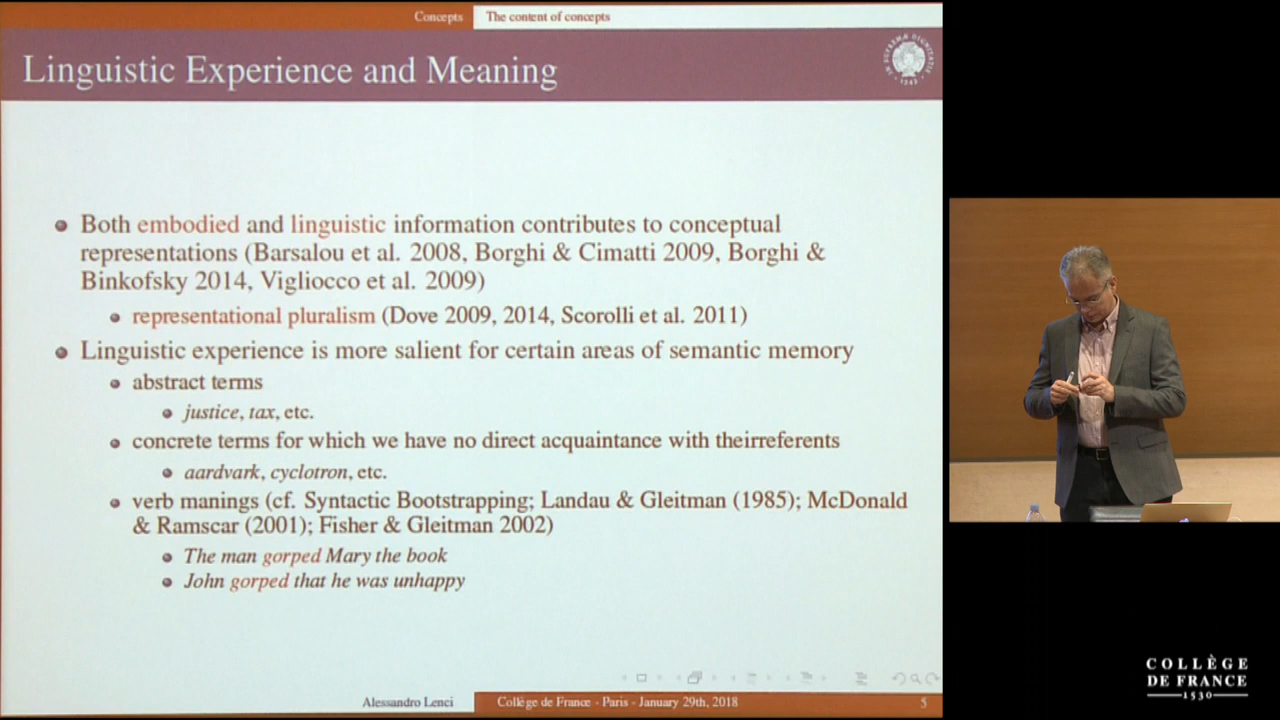 Concepts The content of concepts
Linguistic Experience and Meaning
Both embodied and linguistic information contributes to conceptual
representations (Barsalou et al. 2008, Borghi & Cimatti 2009, Borghi &
Binkofsky 2014, Vigliocco et al. 2009)
representational pluralism (Dove 2009, 2014, Scorolli et al. 2011)
Linguistic experience is more salient for certain areas of semantic memory
abstract terms
justice, tax, etc.
concrete terms for which we have no direct acquaintance with theirreferents
aardvark, cyclotron, etc.
verb manings (cf. Syntactic Bootstrapping; Landau & Gleitman (1985); McDonald
& Ramscar (2001); Fisher & Gleitman 2002)
The man gorped Mary the book
John gorped that he was unhappy
Alessandro Lenci Collège de France - Paris - January 29th, 2018 5
COLLÈGE
DE FRANCE
1530